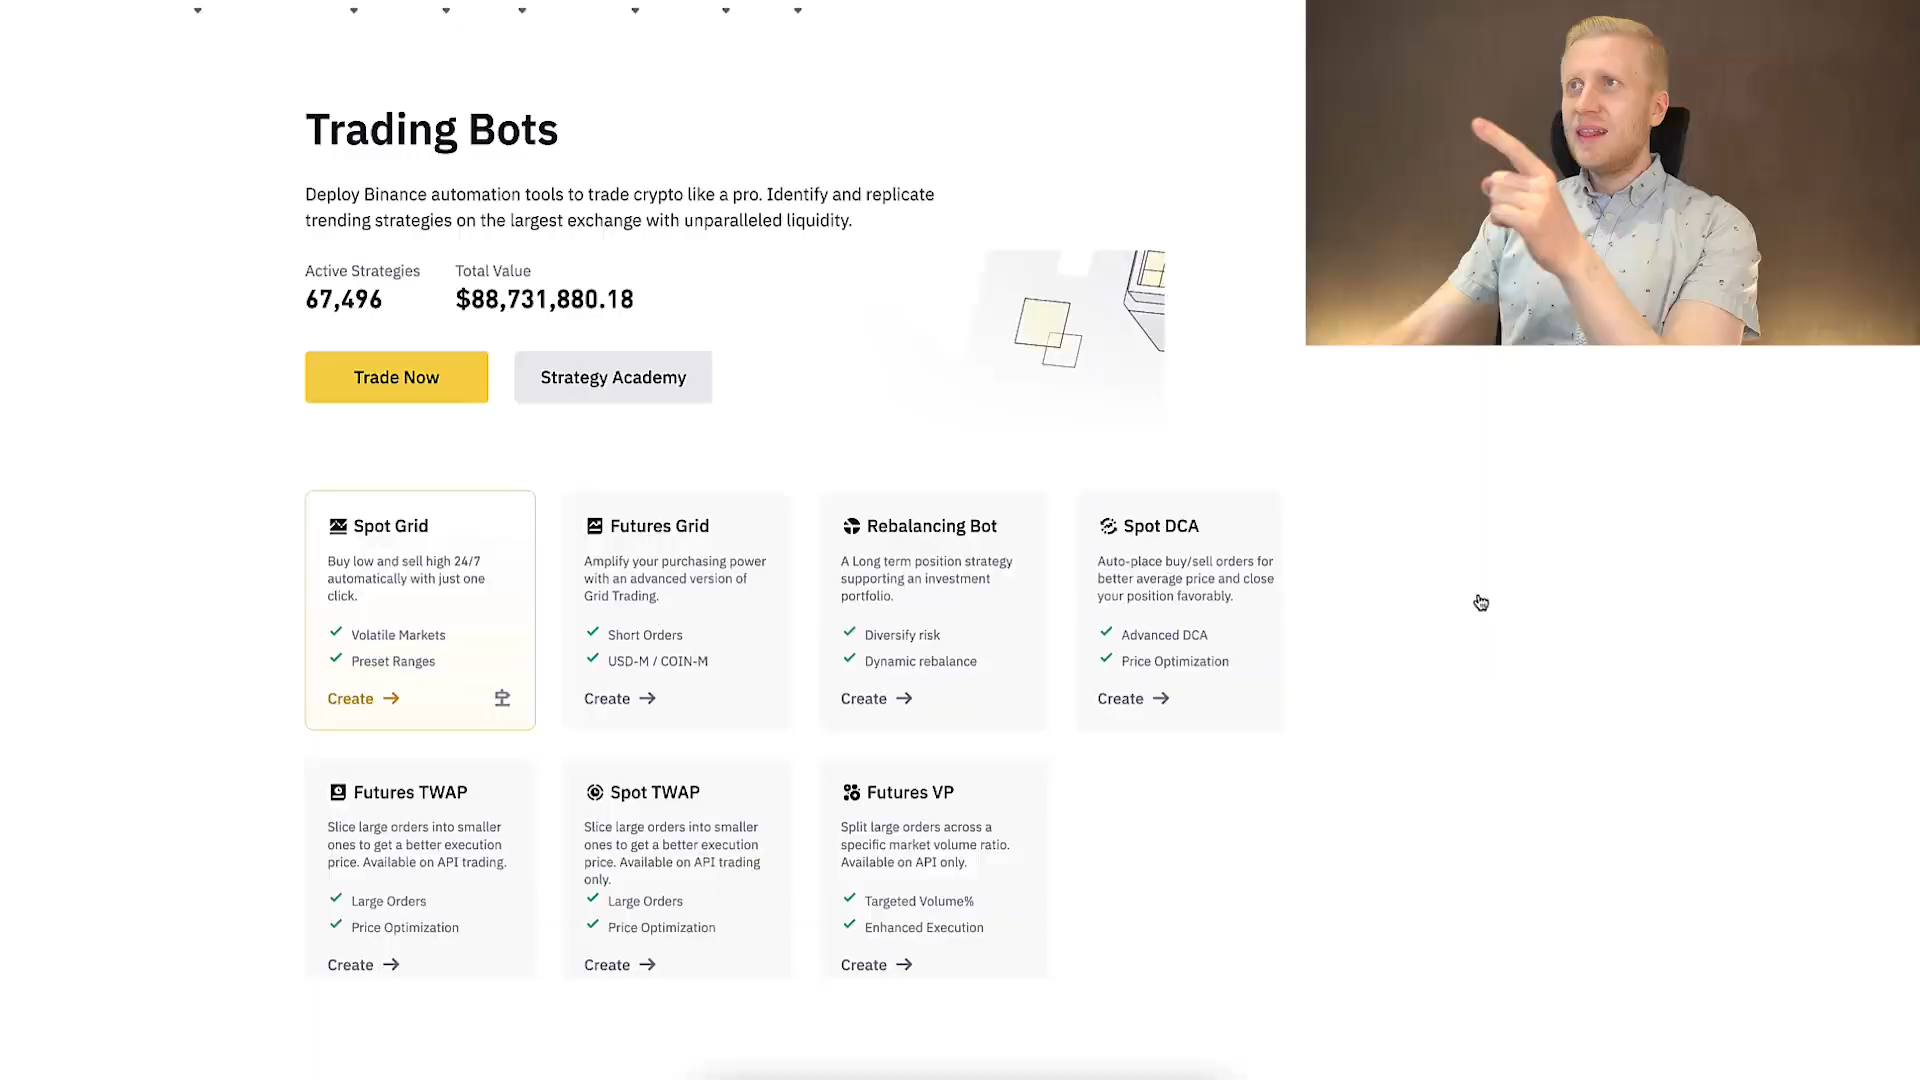 Trading Bots
Deploy Binance automation tools to trade crypto like a pro. Identify and replicate
trending strategies on the largest exchange with unparalleled liquidity.
Active Strategies
Total Value
67,496
$88,731,880.18
Trade Now
Strategy Academy
Spot Grid
Buy low and sell high 24/7
automatically with just one
click.
Volatile Markets
Preset Ranges
Create
Futures Grid
Amplify your purchasing power
with an advanced version of
Grid Trading.
Short Orders
USD-M / COIN-M
Create
Rebalancing Bot
A Long term position strategy
supporting an investment
portfolio.
Diversify risk
Dynamic rebalance
Create
Spot DCA
Auto-place buy/sell orders for
better average price and close
your position favorably.
Advanced DCA
Price Optimization
Create
Futures TWAP
Slice large orders into smaller
ones to get a better execution
price. Available on API trading.
Large Orders
Price Optimization
Create
Spot TWAP
Slice large orders into smaller
ones to get a better execution
price. Available on API trading
only.
Large Orders
Price Optimization
Create
Futures VP
Split large orders across a
specific market volume ratio.
Available on API only.
Targeted Volume%
Enhanced Execution
Create